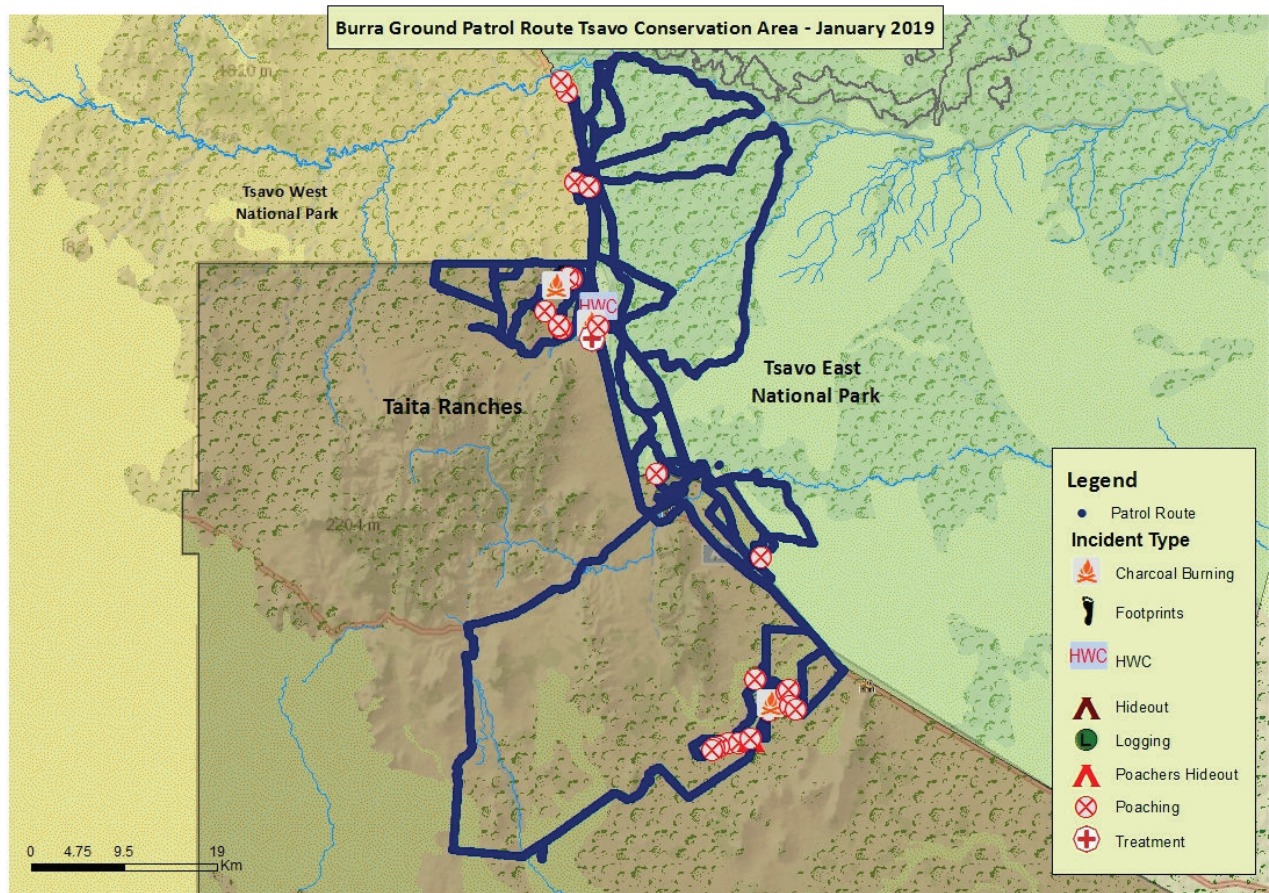 Burra Ground Patrol Route Tsavo Conservation Area - January 2019
Tsavo West
National Park
HWC
Tsavo East
National Park
Taita Ranches
2204 m
Legend
Patrol Route
Incident Type
Charcoal Burning
Footprints
HWC HWC
Hideout
L Logging
Poachers Hideout
Poaching
Treatment
0 4.75 9.5 19
Km